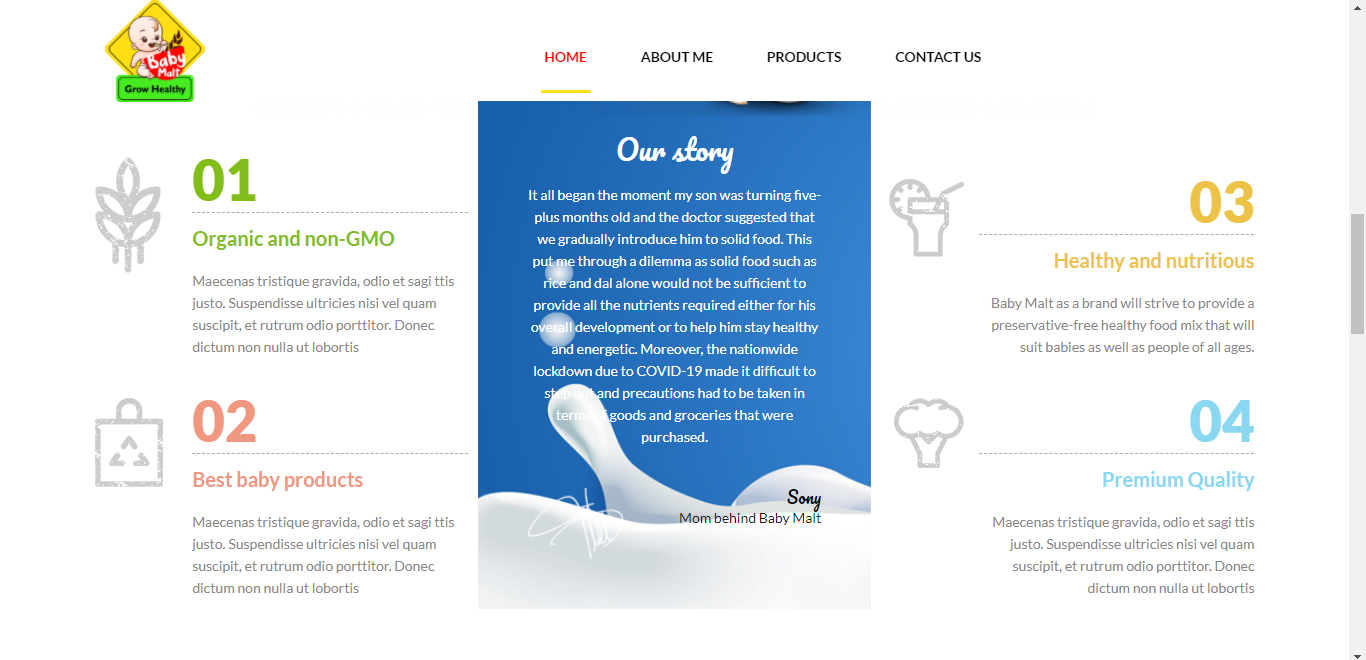 Baby
Malt
Grow Healthy
HOME
ABOUT ME
PRODUCTS
CONTACT US
01
Organic and non-GMO
Maecenas tristique gravida, odio et sagi ttis
justo. Suspendisse ultricies nisi vel quam
suscipit, et rutrum odio porttitor. Donec
dictum non nulla ut lobortis
02
Best baby products
Maecenas tristique gravida, odio et sagi ttis
justo. Suspendisse ultricies nisi vel quam
suscipit, et rutrum odio porttitor. Donec
dictum non nulla ut lobortis
Our story
It all began the moment my son was turning five-
plus months old and the doctor suggested that
we gradually introduce him to solid food. This
put me through a dilemma as solid food such as
rice and dal alone would not be sufficient to
provide all the nutrients required either for his
overall development or to help him stay healthy
and energetic. Moreover, the nationwide
lockdown due to COVID-19 made it difficult to
step out and precautions had to be taken in
terms of goods and groceries that were
purchased.
Sony
Mom behind Baby Malt
03
Healthy and nutritious
Baby Malt as a brand will strive to provide a
preservative-free healthy food mix that will
suit babies as well as people of all ages.
04
Premium Quality
Maecenas tristique gravida, odio et sagi ttis
justo. Suspendisse ultricies nisi vel quam
suscipit, et rutrum odio porttitor. Donec
dictum non nulla ut lobortis